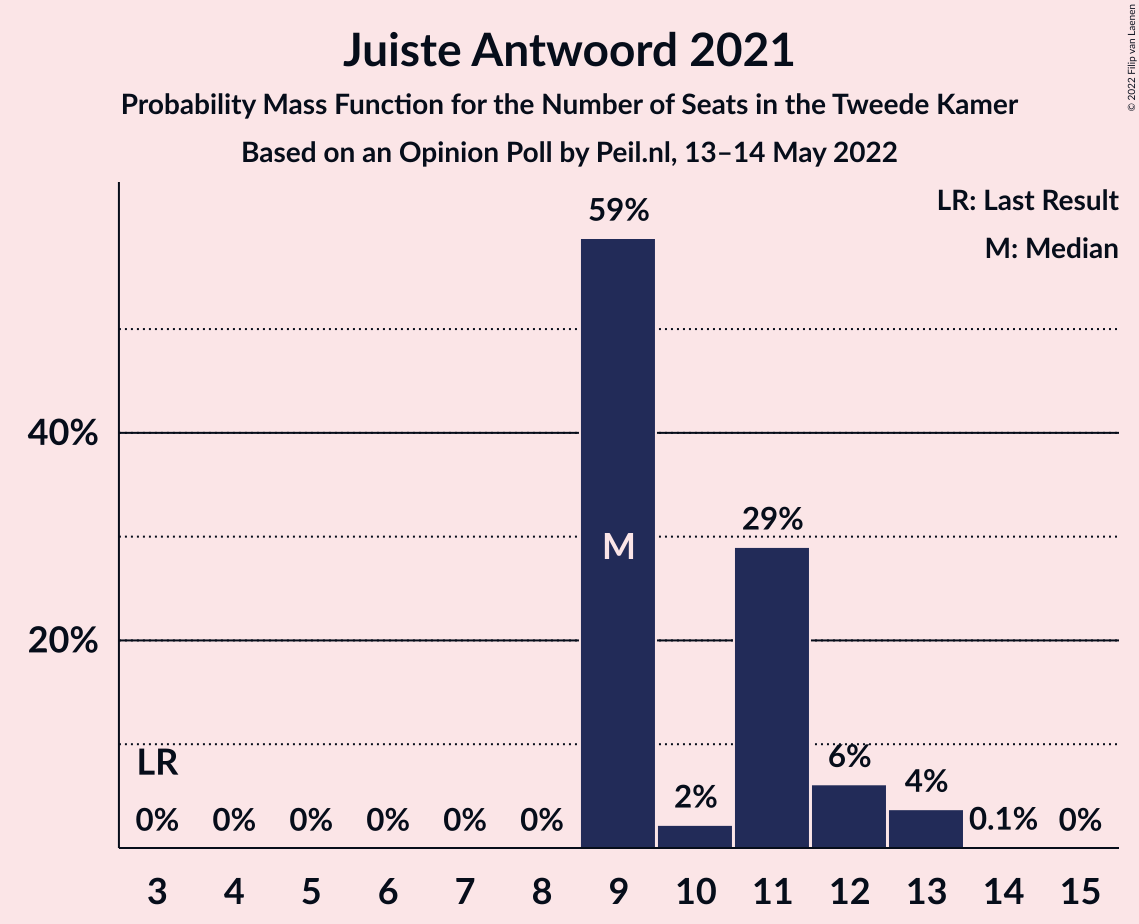 Juiste Antwoord 2021
Probability Mass Function for the Number of Seats in the Tweede Kamer
Based on an Opinion Poll by Peil.nl, 13–14 May 2022
© 2022 Filip van Laenen
LR: Last Result
M: Median
59%
40%
29%
M
20%
LR
6%
4%
2%
0% 0% 0% 0% 0% 0% 0.1% 0%
3 4 5 6 7 8 9 10 11 12 13 14 15